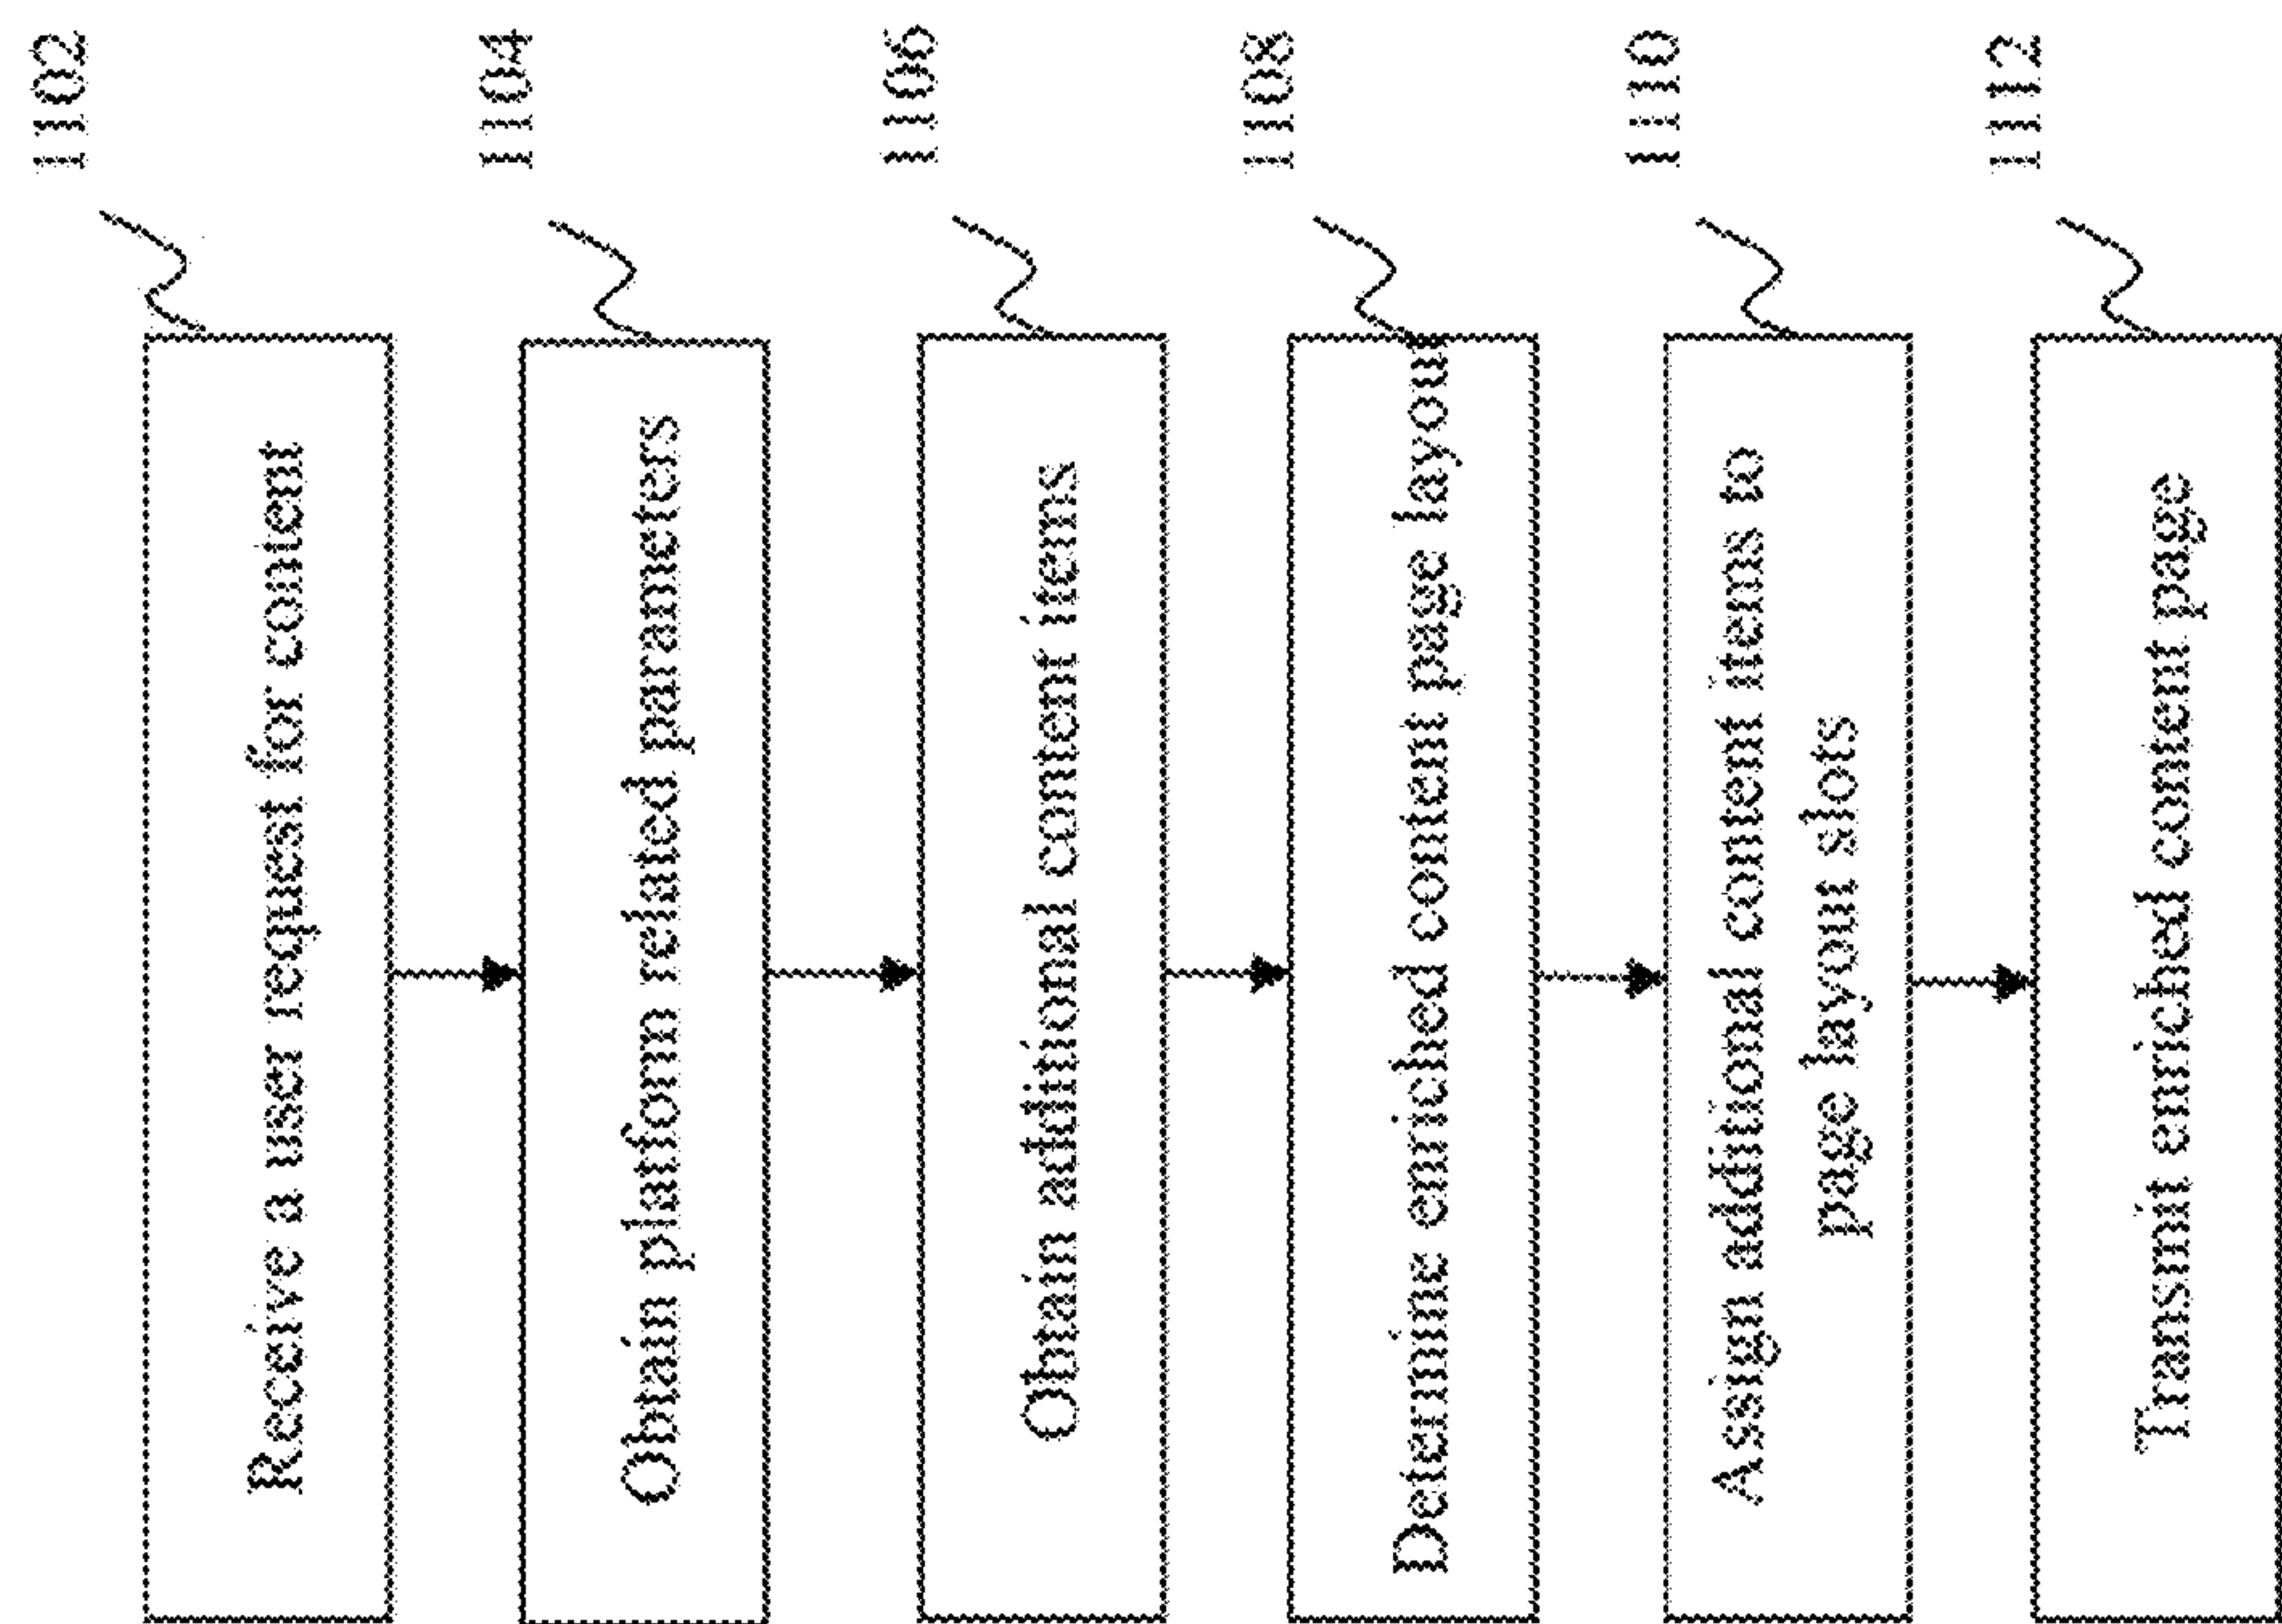 1102
Receive a user request for content
1104
Obtain platform related parameters
1106
Obtain additional content items
1108
Determine enriched content page layou
1110
Assign additional content items to
page layout slots
1112
Transmit enriched content page